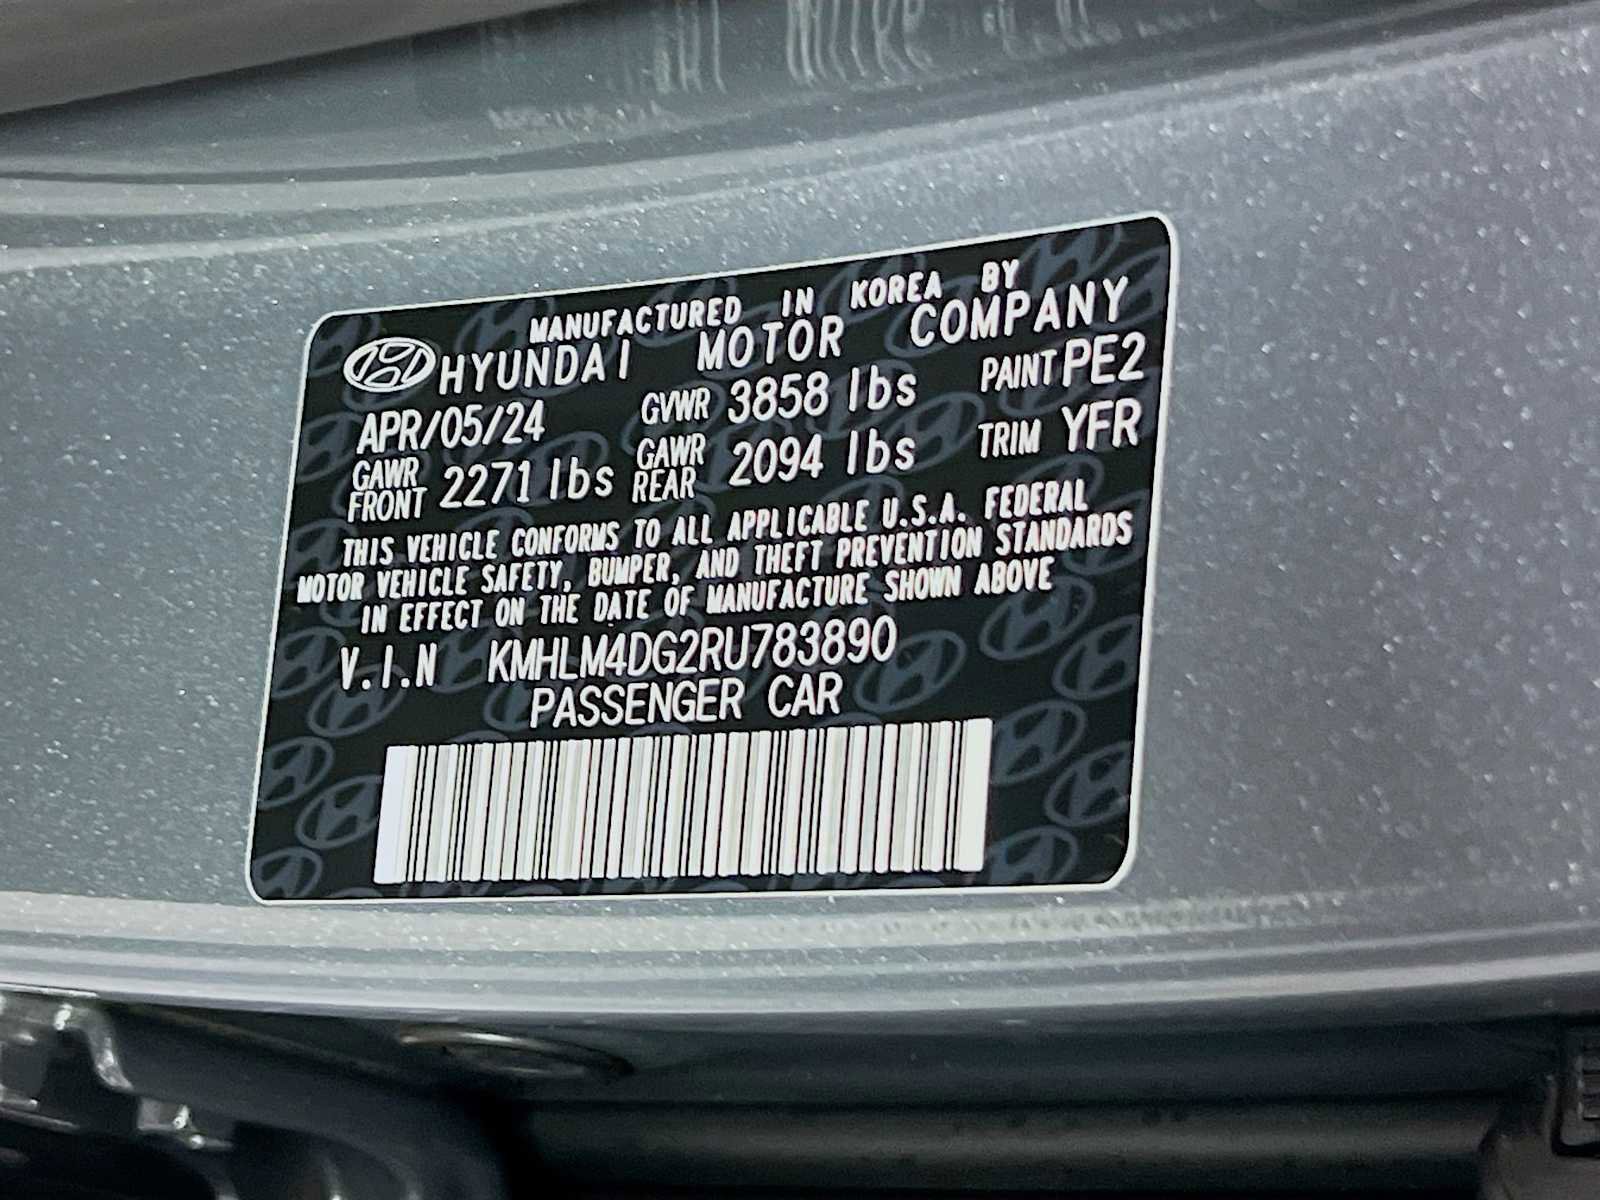 MANUFACTURED IN KOREA BY
HYUNDAI MOTOR COMPANY
APR/05/24 GVWR 3858 lbs PAINT PE2
GAWR FRONT 2271 lbs GAWR REAR 2094 lbs TRIM YFR
THIS VEHICLE CONFORMS TO ALL APPLICABLE U.S.A. FEDERAL
MOTOR VEHICLE SAFETY, BUMPER, AND THEFT PREVENTION STANDARDS
IN EFFECT ON THE DATE OF MANUFACTURE SHOWN ABOVE
V.I.N KMHLM4DG2RU783890
PASSENGER CAR